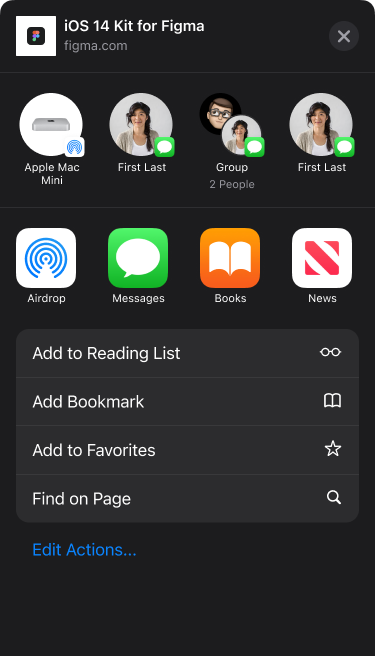 iOS 14 Kit for Figma
figma.com
Apple Mac
Mini
First Last
Group
2 People
First Last
Airdrop
Messages
Books
News
Add to Reading List
Add Bookmark
Add to Favorites
Find on Page
Edit Actions...